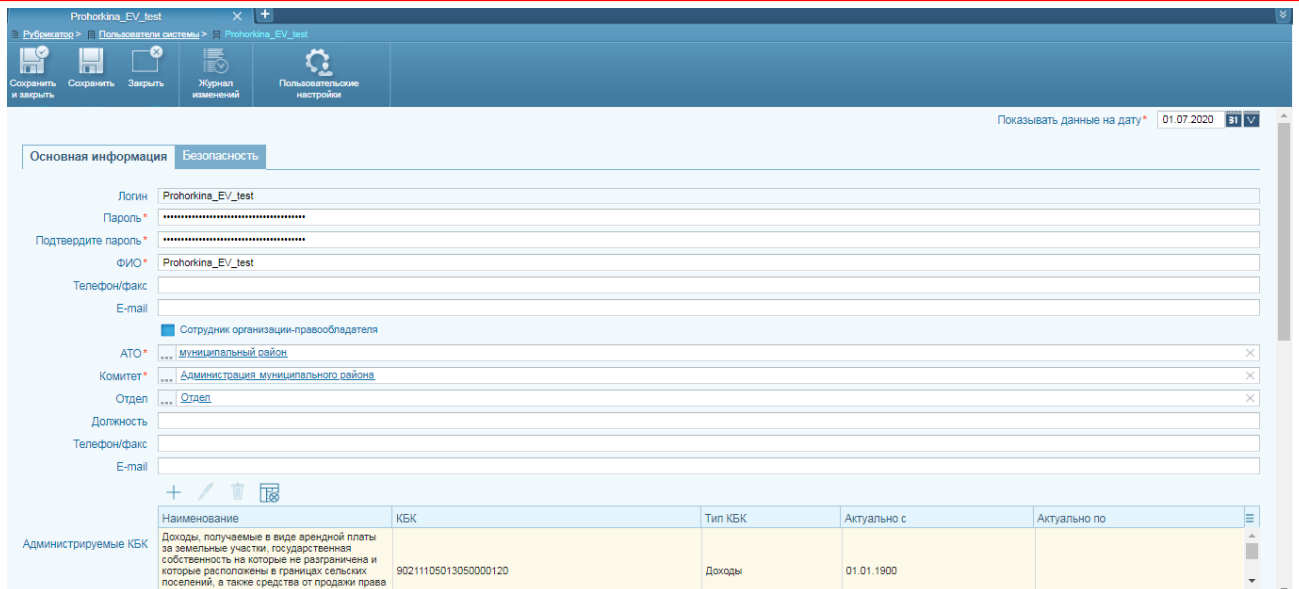 Prohorkina_EV_test
Рубрикатор > Пользователи системы > Prohorkina_EV_test
Сохранить и закрыть
Сохранить
Закрыть
Журнал изменений
Пользовательские настройки
Показывать данные на дату* 01.07.2020 31
Основная информация Безопасность
Логин Prohorkina_EV_test
Пароль*
Подтвердите пароль*
ФИО* Prohorkina_EV_test
Телефон/факс
E-mail
Сотрудник организации-правообладателя
АТО* ... муниципальный район
Комитет* ... Администрация муниципального района
Отдел ... Отдел
Должность
Телефон/факс
E-mail
Наименование КБК Тип КБК Актуально с Актуально по
Администрируемые КБК
Доходы, получаемые в виде арендной платы
за земельные участки, государственная
собственность на которые не разграничена и
которые расположены в границах сельских
поселений, а также средства от продажи права
90211105013050000120 Доходы 01.01.1900